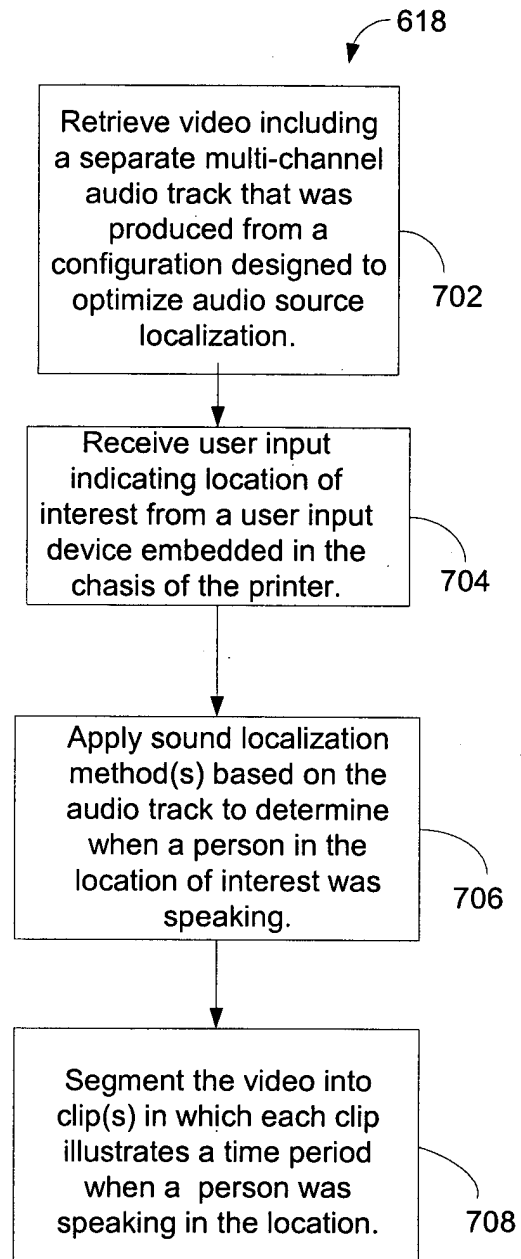 618
Retrieve video including
a separate multi-channel
audio track that was
produced from a
configuration designed to
optimize audio source
localization.
702
Receive user input
indicating location of
interest from a user input
device embedded in the
chasis of the printer.
704
Apply sound localization
method(s) based on the
audio track to determine
when a person in the
location of interest was
speaking.
706
Segment the video into
clip(s) in which each clip
illustrates a time period
when a person was
speaking in the location.
708